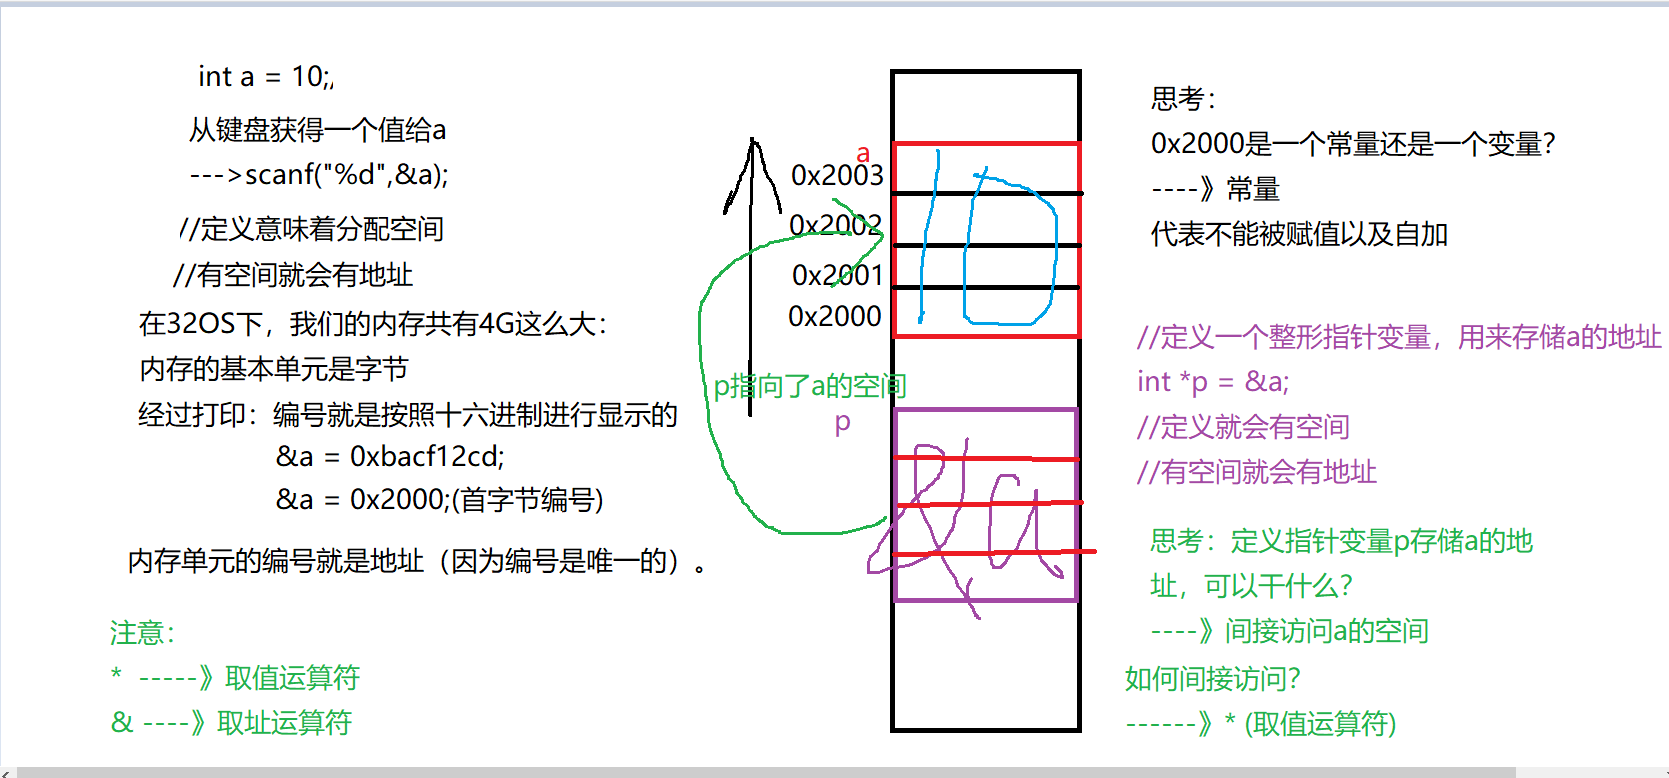 int a = 10;,
从键盘获得一个值给a
--->scanf("%d",&a);
//定义意味着分配空间
//有空间就会有地址
在32OS下，我们的内存共有4G这么大：
内存的基本单元是字节
经过打印：编号就是按照十六进制进行显示的
&a = 0xbacf12cd;
&a = 0x2000;(首字节编号)
内存单元的编号就是地址（因为编号是唯一的）。
注意：
* -----》取值运算符
& ----》取址运算符
a
0x2003
0x2002
0x2001
0x2000
10
p指向了a的空间
p
&a
思考：
0x2000是一个常量还是一个变量？
----》常量
代表不能被赋值以及自加
//定义一个整形指针变量，用来存储a的地址
int *p = &a;
//定义就会有空间
//有空间就会有地址
思考：定义指针变量p存储a的地
址，可以干什么？
----》间接访问a的空间
如何间接访问？
------》* (取值运算符)